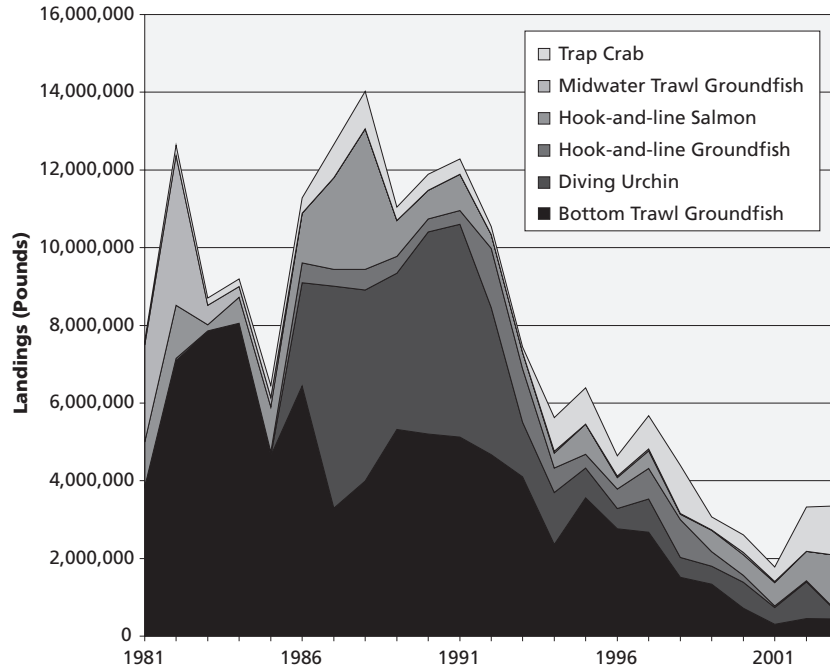 16,000,000
14,000,000
12,000,000
10,000,000
8,000,000
6,000,000
4,000,000
2,000,000
0
Landings (Pounds)
Trap Crab
Midwater Trawl Groundfish
Hook-and-line Salmon
Hook-and-line Groundfish
Diving Urchin
Bottom Trawl Groundfish
1981 1986 1991 1996 2001